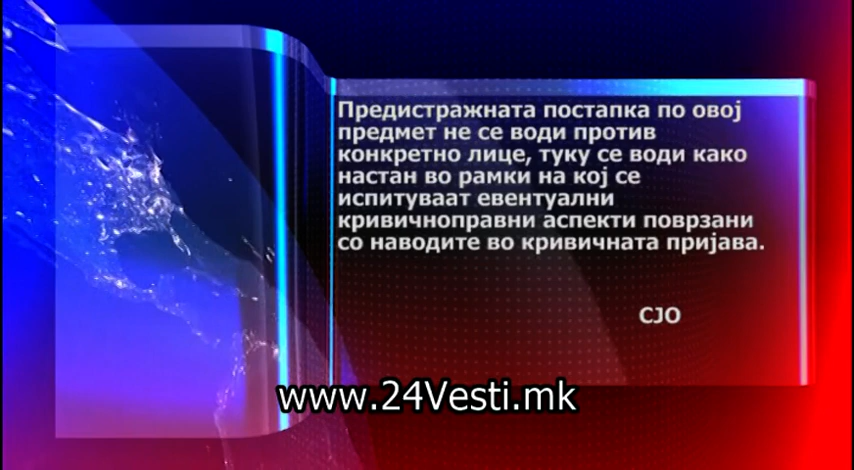 Предистражната постапка по овој
предмет не се води против
конкретно лице, туку се води како
настан во рамки на кој се
испитуваат евентуални
кривичноправни аспекти поврзани
со наводите во кривичната пријава.
СЈО
www.24Vesti.mk